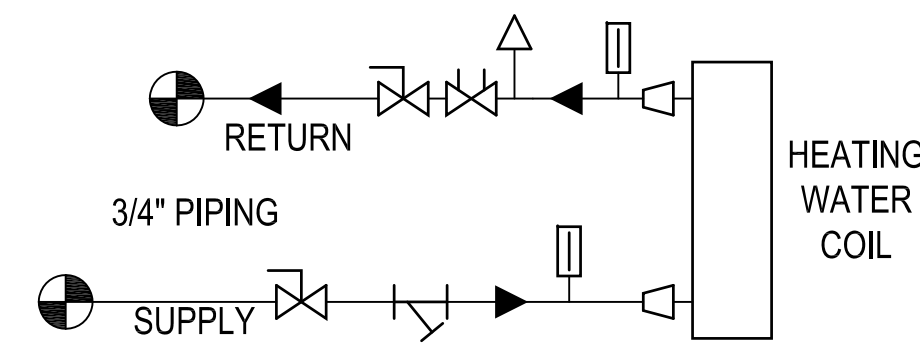 RETURN
3/4" PIPING
SUPPLY
HEATING
WATER
COIL